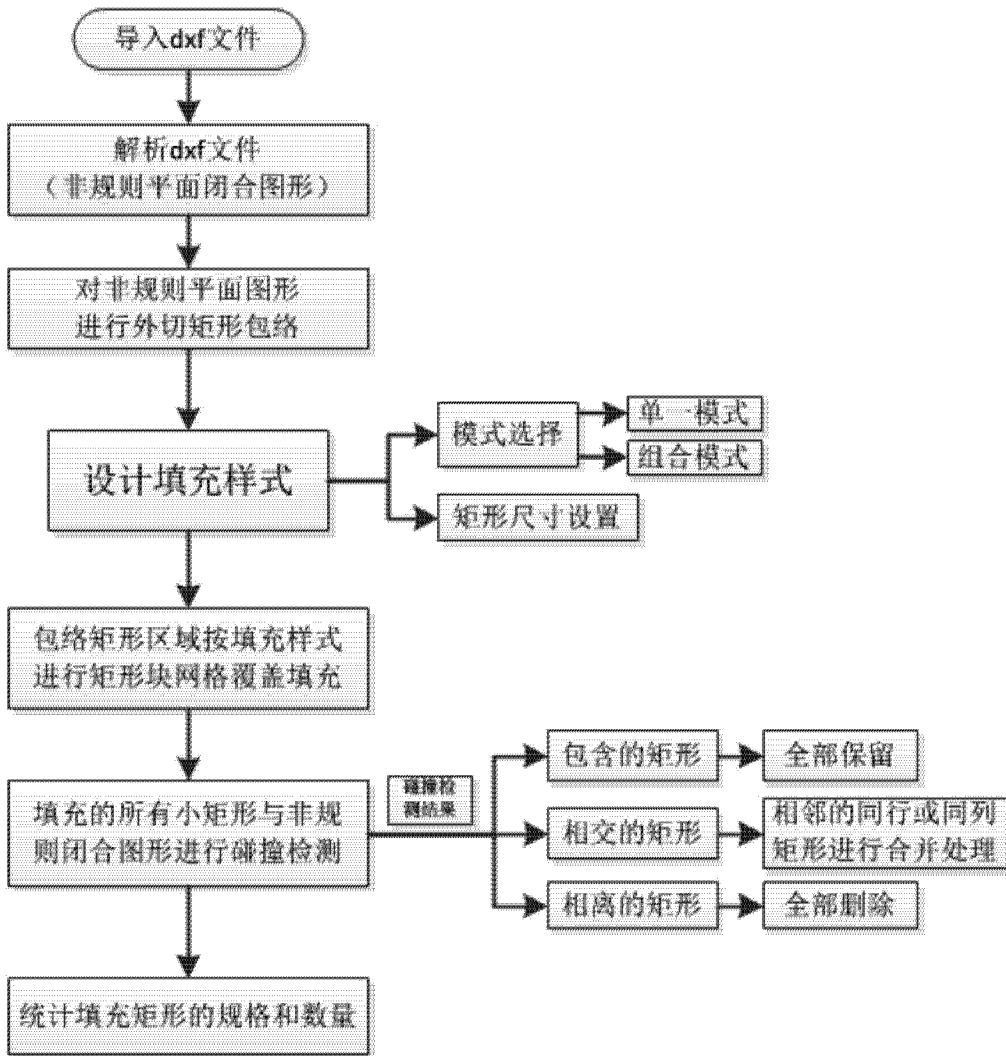 导入dxf文件
解析dxf文件
（非规则平面闭合图形）
对非规则平面图形
进行外切矩形包络
设计填充样式
模式选择
单一模式
组合模式
矩形尺寸设置
包络矩形区域按填充样式
进行矩形块网格覆盖填充
填充的所有小矩形与非规
则闭合图形进行碰撞检测
碰撞检
测结果
包含的矩形
全部保留
相交的矩形
相邻的同行或同列
矩形进行合并处理
相离的矩形
全部删除
统计填充矩形的规格和数量